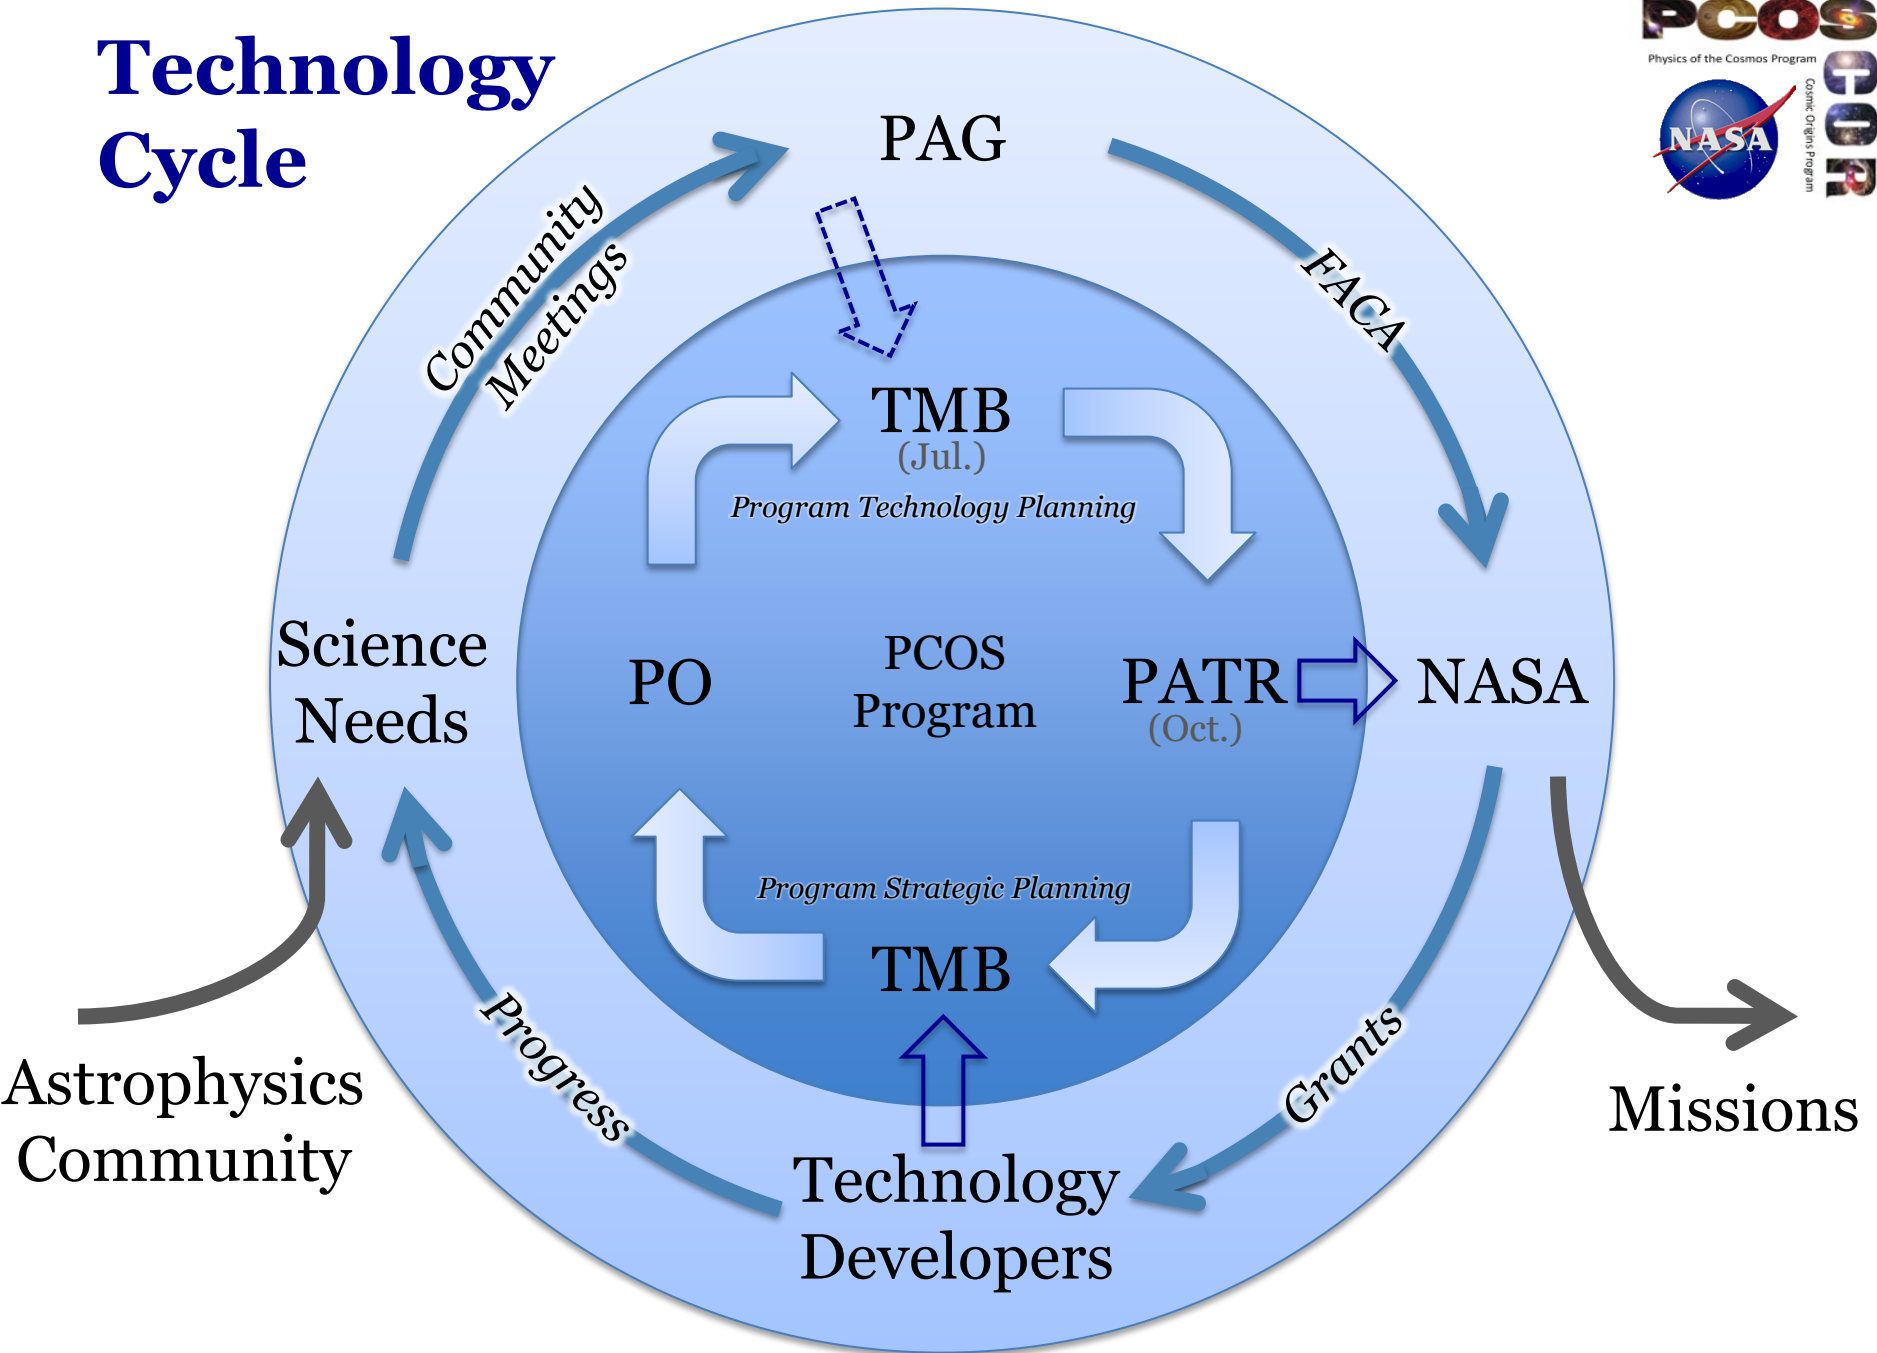 Technology
Cycle
PCOS
Physics of the Cosmos Program
COR
Cosmic Origins Program
NASA
PAG
Community
Meetings
FACA
TMB
(Jul.)
Program Technology Planning
Science
Needs
PO
PCOS
Program
PATR
(Oct.)
NASA
Program Strategic Planning
TMB
Progress
Grants
Astrophysics
Community
Technology
Developers
Missions